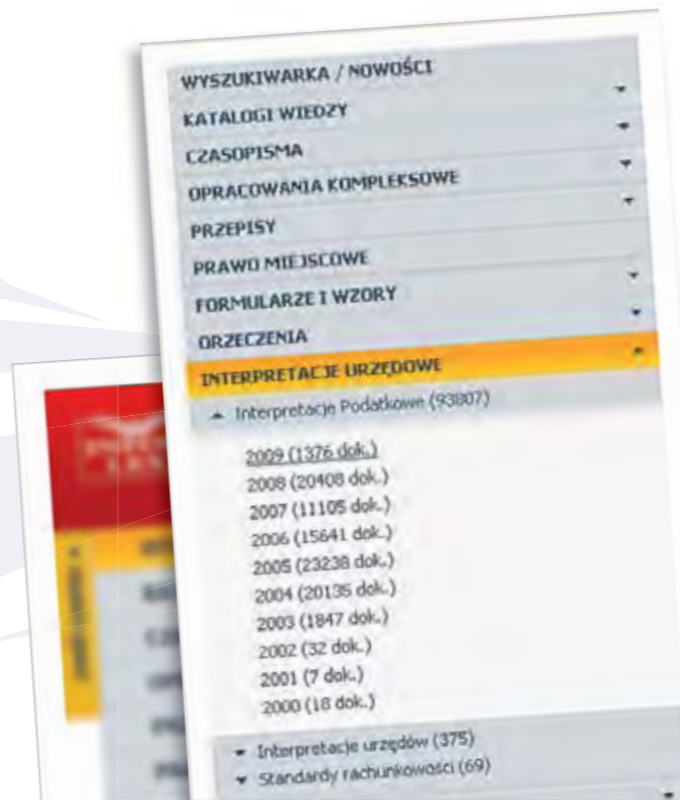 WYSZUKIWARKA / NOWOŚCI
KATALOGI WIEDZY
CZASOPISMA
OPRACOWANIA KOMPLEKSOWE
PRZEPISY
PRAWO MIEJSCOWE
FORMULARZE I WZORY
ORZECZENIA
INTERPRETACJE URZĘDOWE
Interpretacje Podatkowe (93807)
2009 (1376 dok.)
2008 (20408 dok.)
2007 (11105 dok.)
2006 (15641 dok.)
2005 (23238 dok.)
2004 (20135 dok.)
2003 (1847 dok.)
2002 (32 dok.)
2001 (7 dok.)
2000 (18 dok.)
Interpretacje urzędów (375)
Standardy rachunkowości (69)